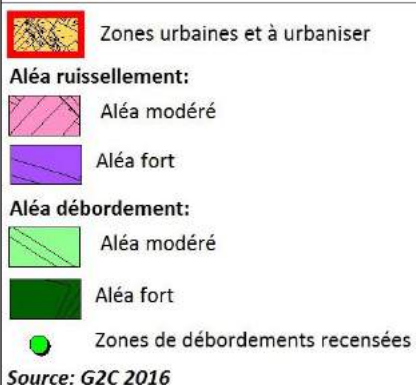 Zones urbaines et à urbaniser
Aléa ruissellement:
Aléa modéré
Aléa fort
Aléa débordement:
Aléa modéré
Aléa fort
Zones de débordements recensées
Source: G2C 2016